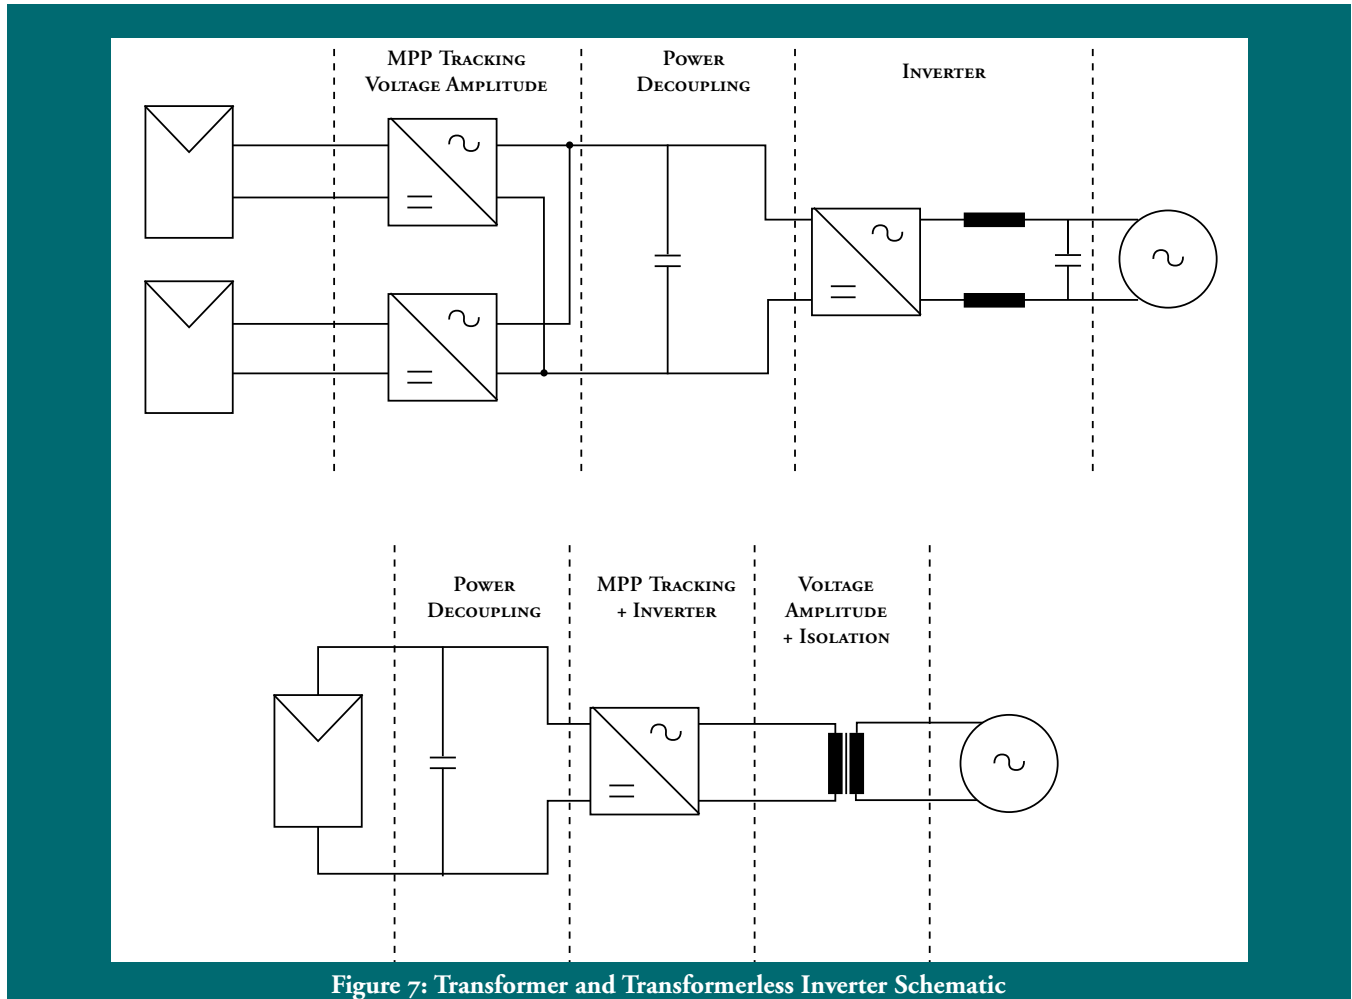 MPP Tracking
Voltage Amplitude
Power
Decoupling
Inverter
Power
Decoupling
MPP Tracking
+ Inverter
Voltage
Amplitude
+ Isolation
Figure 7: Transformer and Transformerless Inverter Schematic